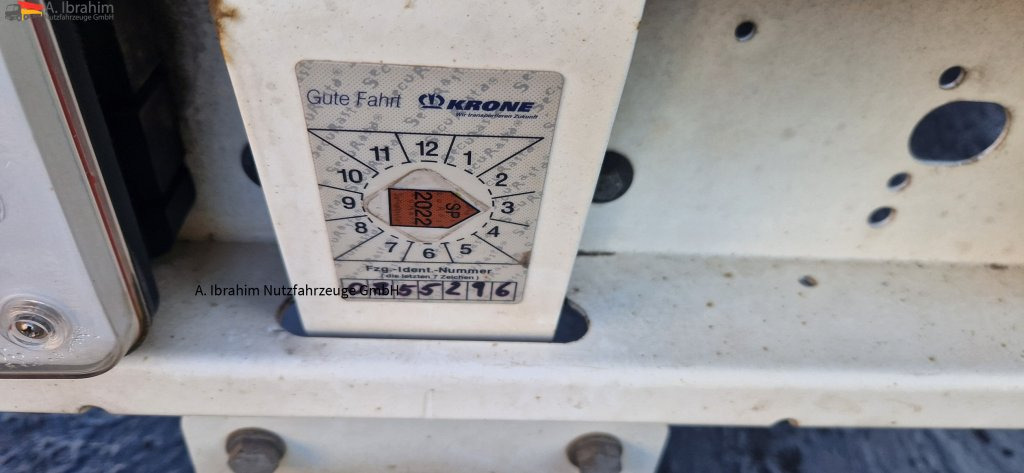 A. Ibrahim
Nutzfahrzeuge GmbH
Gute Fahrt KRONE
Wir transportieren Zukunft
11 12 1
10 2
9 3
8 4
7 6 5
SP
2022
Fzg.-Ident.-Nummer
(die letzten 7 Zeichen)
A. Ibrahim Nutzfahrzeuge GmbH
55296